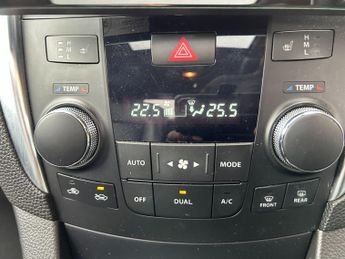 H
M
L
H
M
L
TEMP
22.5
25.5
TEMP
AUTO
MODE
OFF
DUAL
A/C
FRONT
REAR